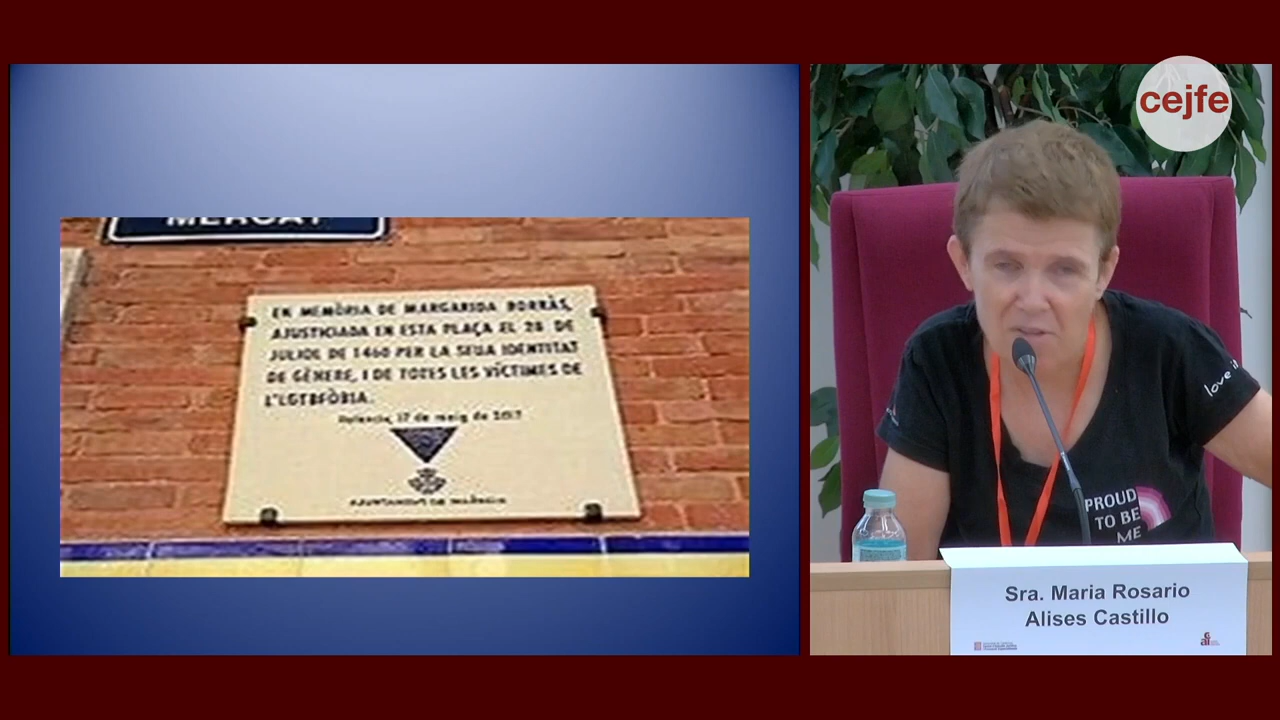 MERCAT
EN MEMÒRIA DE MARGARIDA BORRÀS,
AJUSTICIADA EN ESTA PLAÇA EL 28 DE
JULIOL DE 1460 PER LA SEUA IDENTITAT
DE GÈNERE, I DE TOTES LES VÍCTIMES DE
L'LGTBFÒBIA.
València, 17 de maig de 2017
AJUNTAMENT DE VALÈNCIA
cejfe
love it
PROUD
TO BE
ME
Sra. Maria Rosario
Alises Castillo